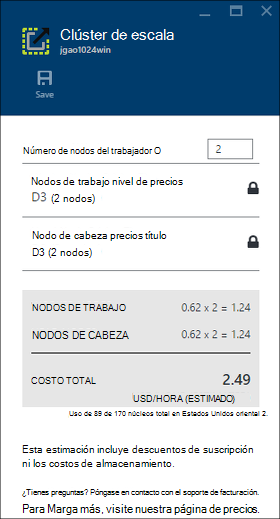 Clúster de escala
jgao1024win
Save
Número de nodos del trabajador O 2
Nodos de trabajo nivel de precios
D3 (2 nodos)
Nodo de cabeza precios título
D3 (2 nodos)
NODOS DE TRABAJO 0.62 x 2 = 1.24
NODOS DE CABEZA 0.62 x 2 = 1.24
COSTO TOTAL 2.49
USD/HORA (ESTIMADO)
Uso de 89 de 170 núcleos total en Estados Unidos oriental 2.
Esta estimación incluye descuentos de suscripción
ni los costos de almacenamiento.
¿Tienes preguntas? Póngase en contacto con el soporte de facturación.
Para Marga más, visite nuestra página de precios.